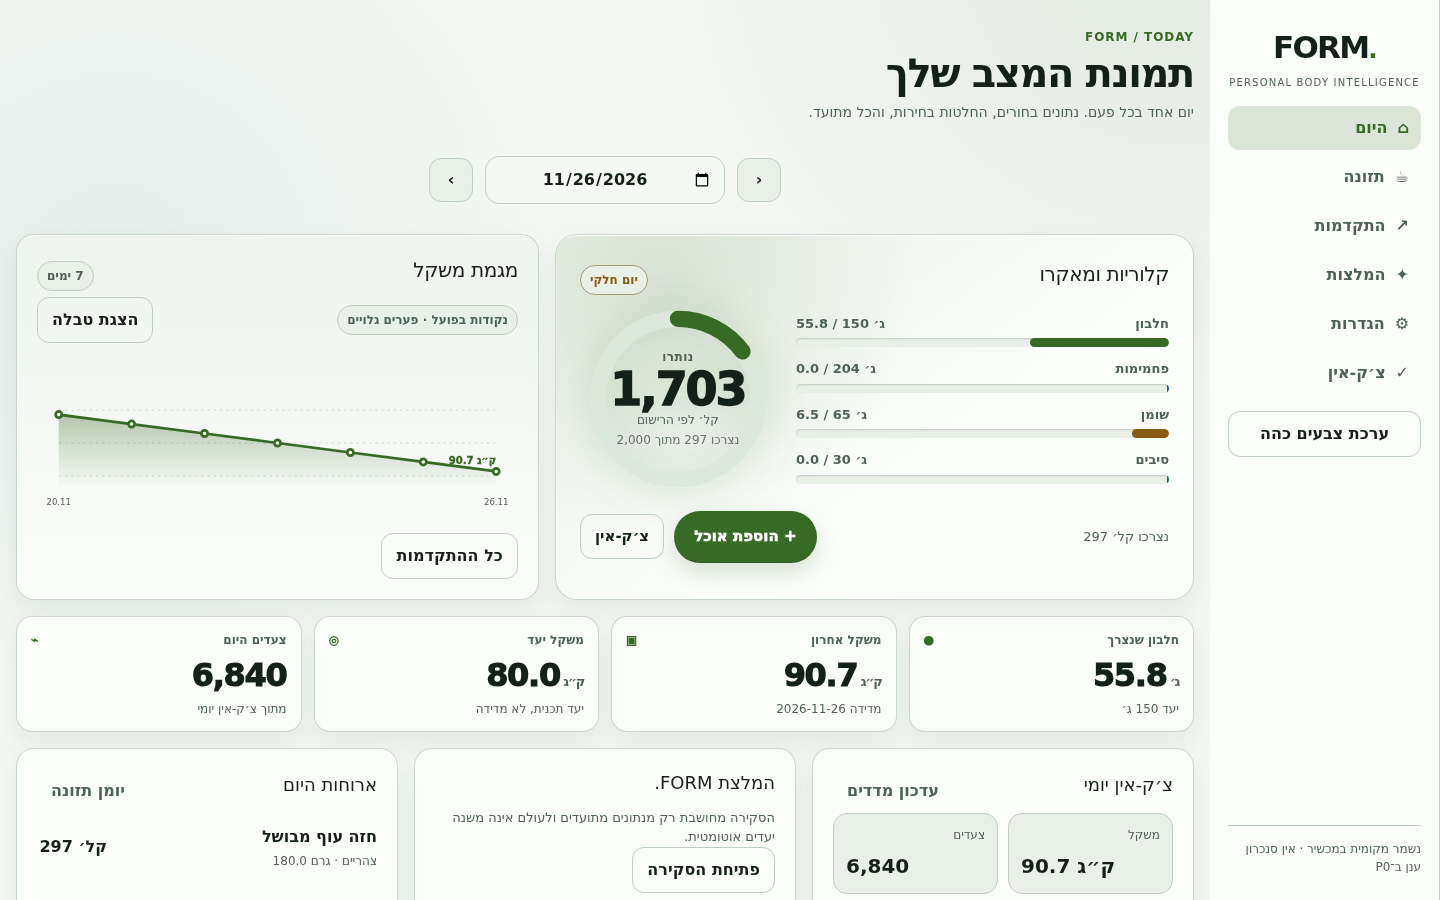 FORM.
PERSONAL BODY INTELLIGENCE
היום
תזונה
התקדמות
המלצות
הגדרות
צ׳ק-אין
ערכת צבעים כהה
נשמר מקומית במכשיר · אין סנכרון
ענן ב־P0
FORM / TODAY
תמונת המצב שלך
יום אחד בכל פעם. נתונים בחורים, החלטות בחירות, והכל מתועד.
11/26/2026
קלוריות ומאקרו
יום חלקי
חלבון
55.8 / 150 ג׳
פחמימות
0.0 / 204 ג׳
שומן
6.5 / 65 ג׳
סיבים
0.0 / 30 ג׳
נותרו
1,703
קל׳ לפי הרישום
נצרכו 297 מתוך 2,000
נצרכו קל׳ 297
+ הוספת אוכל
צ׳ק-אין
מגמת משקל
7 ימים
נקודות בפועל · פערים גלויים
הצגת טבלה
90.7 ק״ג
20.11
26.11
כל ההתקדמות
חלבון שנצרך
55.8 ג׳
יעד 150 ג׳
משקל אחרון
90.7 ק״ג
מדידה 2026-11-26
משקל יעד
80.0 ק״ג
יעד תכנית, לא מדידה
צעדים היום
6,840
מתוך צ׳ק-אין יומי
צ׳ק-אין יומי
עדכון מדדים
משקל
90.7 ק״ג
צעדים
6,840
המלצת FORM.
הסקירה מחושבת רק מנתונים מתועדים ולעולם אינה משנה
יעדים אוטומטית.
פתיחת הסקירה
ארוחות היום
יומן תזונה
חזה עוף מבושל
צהריים · גרם 180.0
297 קל׳